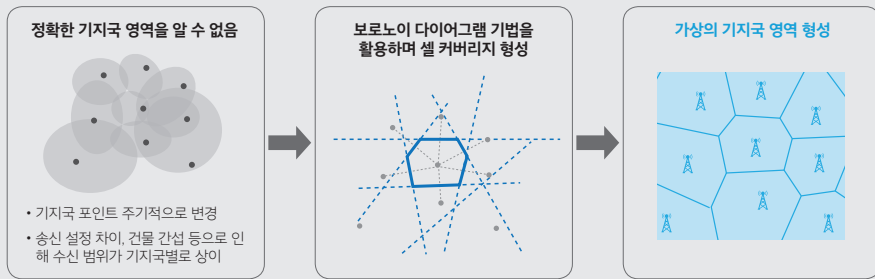 정확한 기지국 영역을 알 수 없음
• 기지국 포인트 주기적으로 변경
• 송신 설정 차이, 건물 간섭 등으로 인
해 수신 범위가 기지국별로 상이
보로노이 다이어그램 기법을
활용하며 셀 커버리지 형성
가상의 기지국 영역 형성